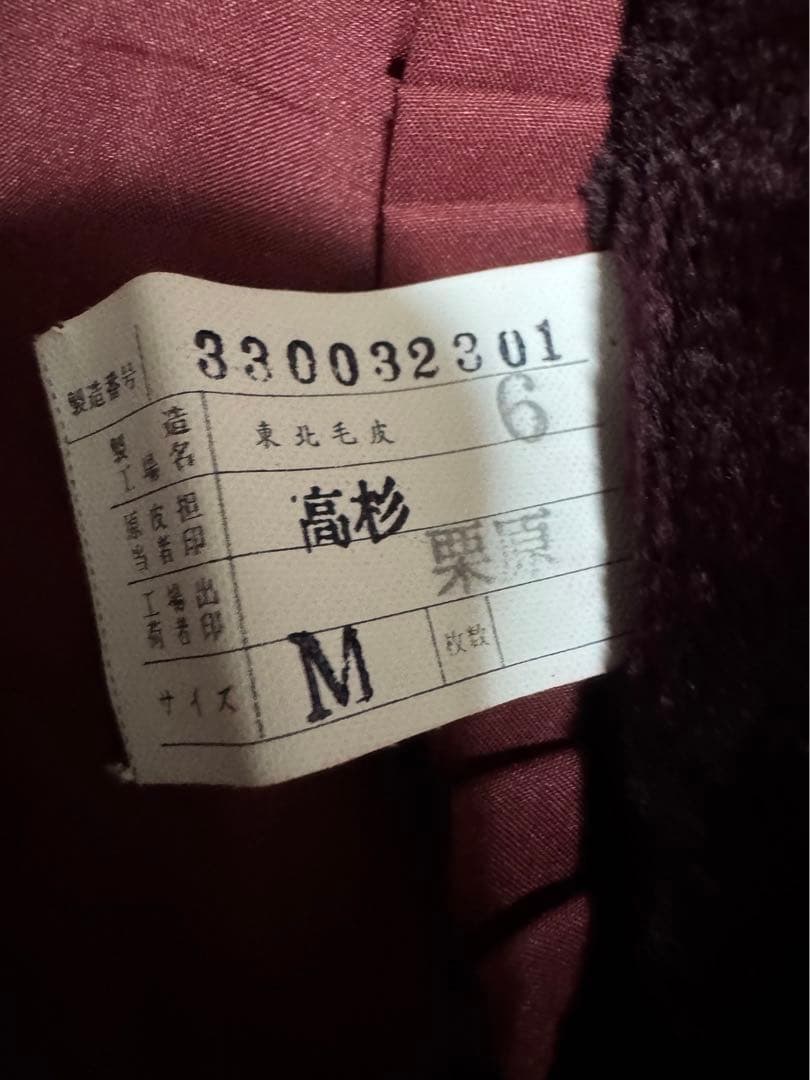 製造番号 330032301
製造工場名 東北毛皮 6
原皮担当者印 高杉
工場出荷者印 栗原
サイズ M 枚数